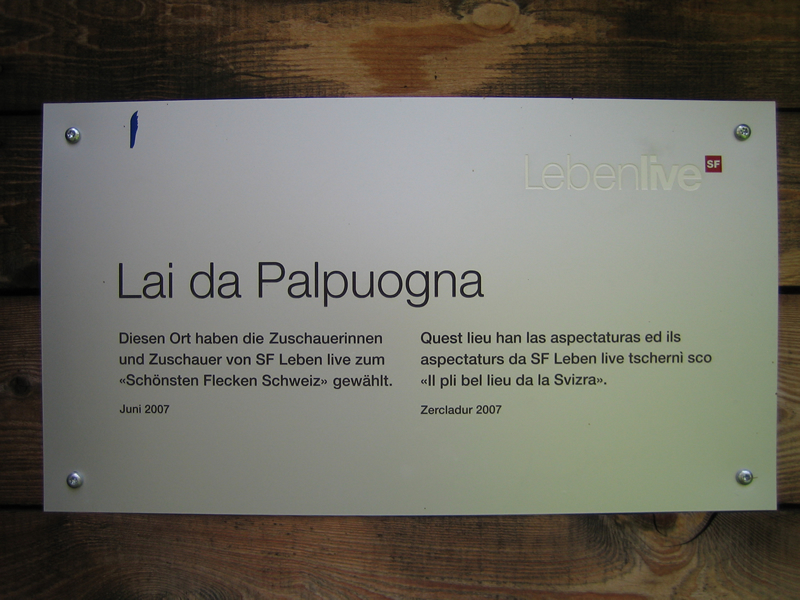 Lebenlive SF
Lai da Palpuogna
Diesen Ort haben die Zuschauerinnen
und Zuschauer von SF Leben live zum
«Schönsten Flecken Schweiz» gewählt.
Juni 2007
Quest lieu han las aspectaturas ed ils
aspectaturs da SF Leben live tschernì sco
«Il pli bel lieu da la Svizra».
Zercladur 2007